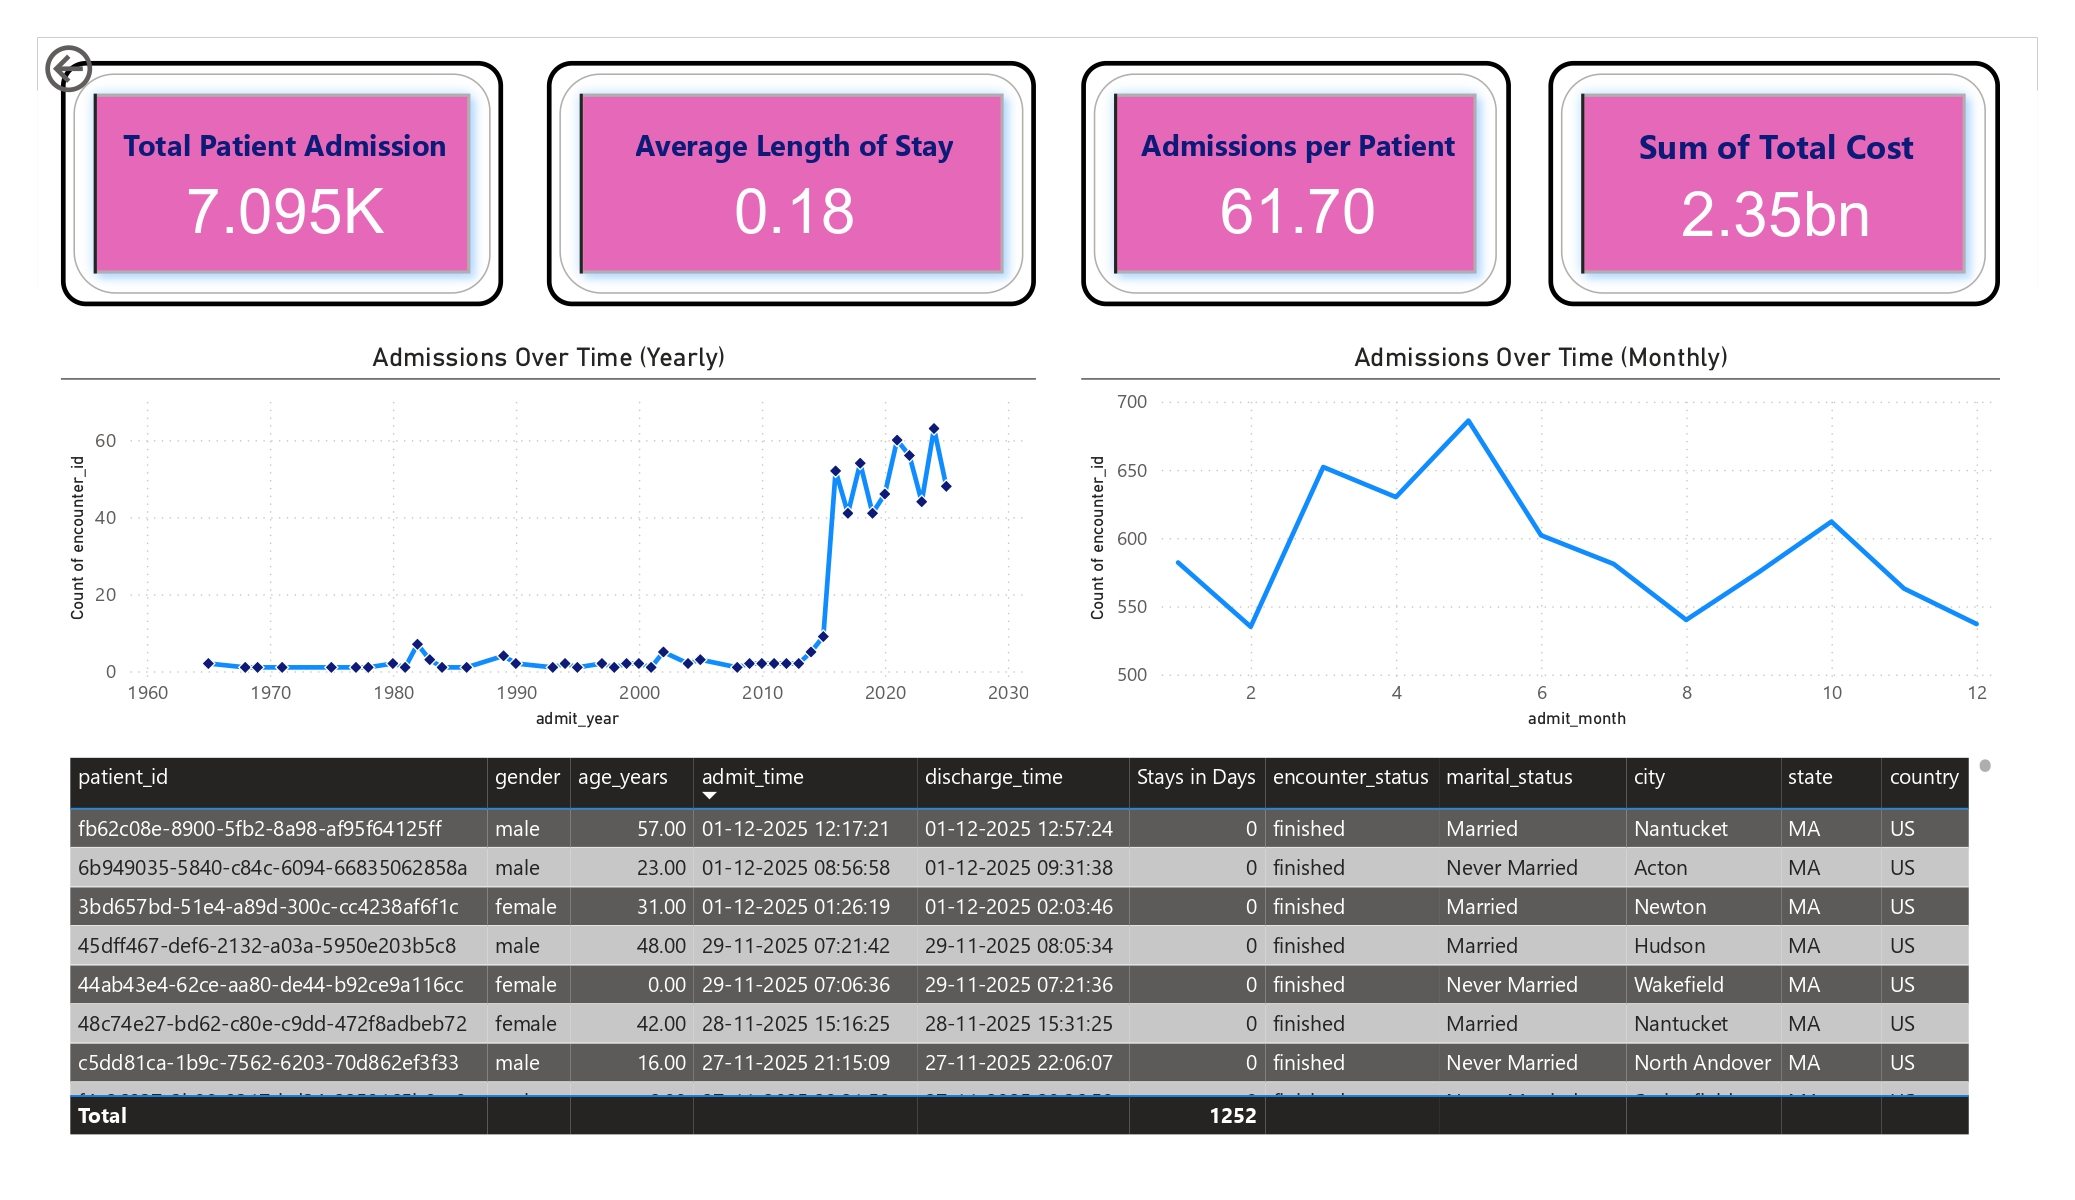 Total Patient Admission
7.095K
Average Length of Stay
0.18
Admissions per Patient
61.70
Sum of Total Cost
2.35bn
Admissions Over Time (Yearly)
Count of encounter_id
60
40
20
0
1960 1970 1980 1990 2000 2010 2020 2030
admit_year
Admissions Over Time (Monthly)
Count of encounter_id
700
650
600
550
500
2 4 6 8 10 12
admit_month
patient_id gender age_years admit_time discharge_time Stays in Days encounter_status marital_status city state country
fb62c08e-8900-5fb2-8a98-af95f64125ff male 57.00 01-12-2025 12:17:21 01-12-2025 12:57:24 0 finished Married Nantucket MA US
6b949035-5840-c84c-6094-66835062858a male 23.00 01-12-2025 08:56:58 01-12-2025 09:31:38 0 finished Never Married Acton MA US
3bd657bd-51e4-a89d-300c-cc4238af6f1c female 31.00 01-12-2025 01:26:19 01-12-2025 02:03:46 0 finished Married Newton MA US
45dff467-def6-2132-a03a-5950e203b5c8 male 48.00 29-11-2025 07:21:42 29-11-2025 08:05:34 0 finished Married Hudson MA US
44ab43e4-62ce-aa80-de44-b92ce9a116cc female 0.00 29-11-2025 07:06:36 29-11-2025 07:21:36 0 finished Never Married Wakefield MA US
48c74e27-bd62-c80e-c9dd-472f8adbeb72 female 42.00 28-11-2025 15:16:25 28-11-2025 15:31:25 0 finished Married Nantucket MA US
c5dd81ca-1b9c-7562-6203-70d862ef3f33 male 16.00 27-11-2025 21:15:09 27-11-2025 22:06:07 0 finished Never Married North Andover MA US
Total 1252